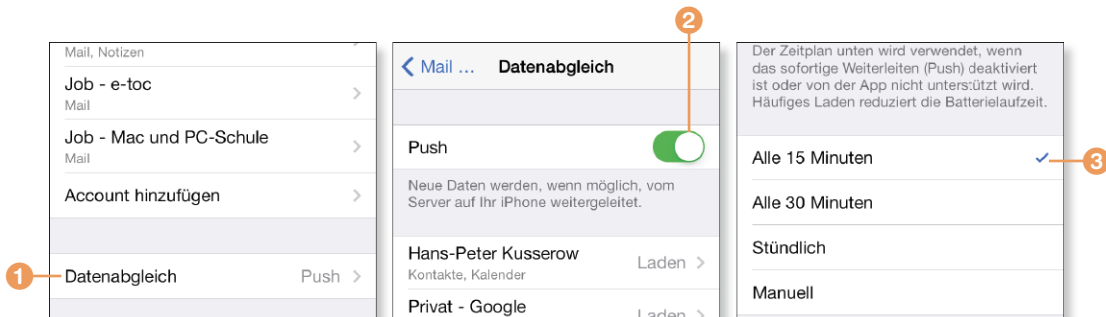 2
Mail, Notizen
Job - e-toc
Mail
Job - Mac und PC-Schule
Mail
Account hinzufügen
1
Datenabgleich Push
Mail ... Datenabgleich
Push
Neue Daten werden, wenn möglich, vom
Server auf Ihr iPhone weitergeleitet.
Hans-Peter Kusserow
Kontakte, Kalender
Laden
Privat - Google
Laden
Der Zeitplan unten wird verwendet, wenn
das sofortige Weiterleiten (Push) deaktiviert
ist oder von der App nicht unterstützt wird.
Häufiges Laden reduziert die Batterielaufzeit.
Alle 15 Minuten
3
Alle 30 Minuten
Stündlich
Manuell